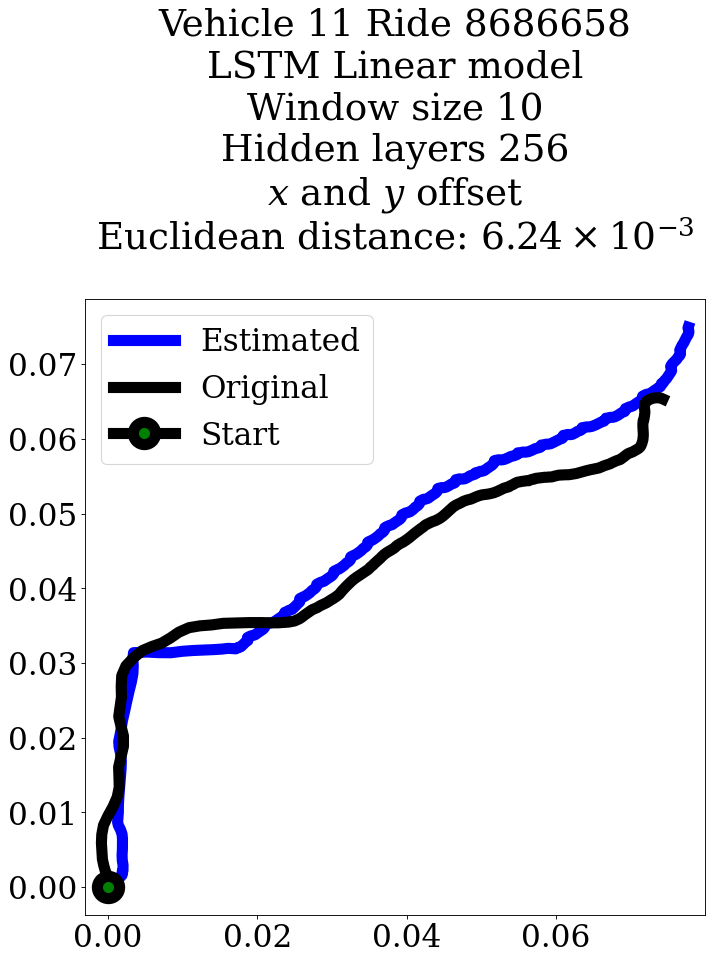 Vehicle 11 Ride 8686658
LSTM Linear model
Window size 10
Hidden layers 256
x and y offset
Euclidean distance: 6.24 × 10⁻³
Estimated
Original
Start
0.07
0.06
0.05
0.04
0.03
0.02
0.01
0.00
0.00 0.02 0.04 0.06